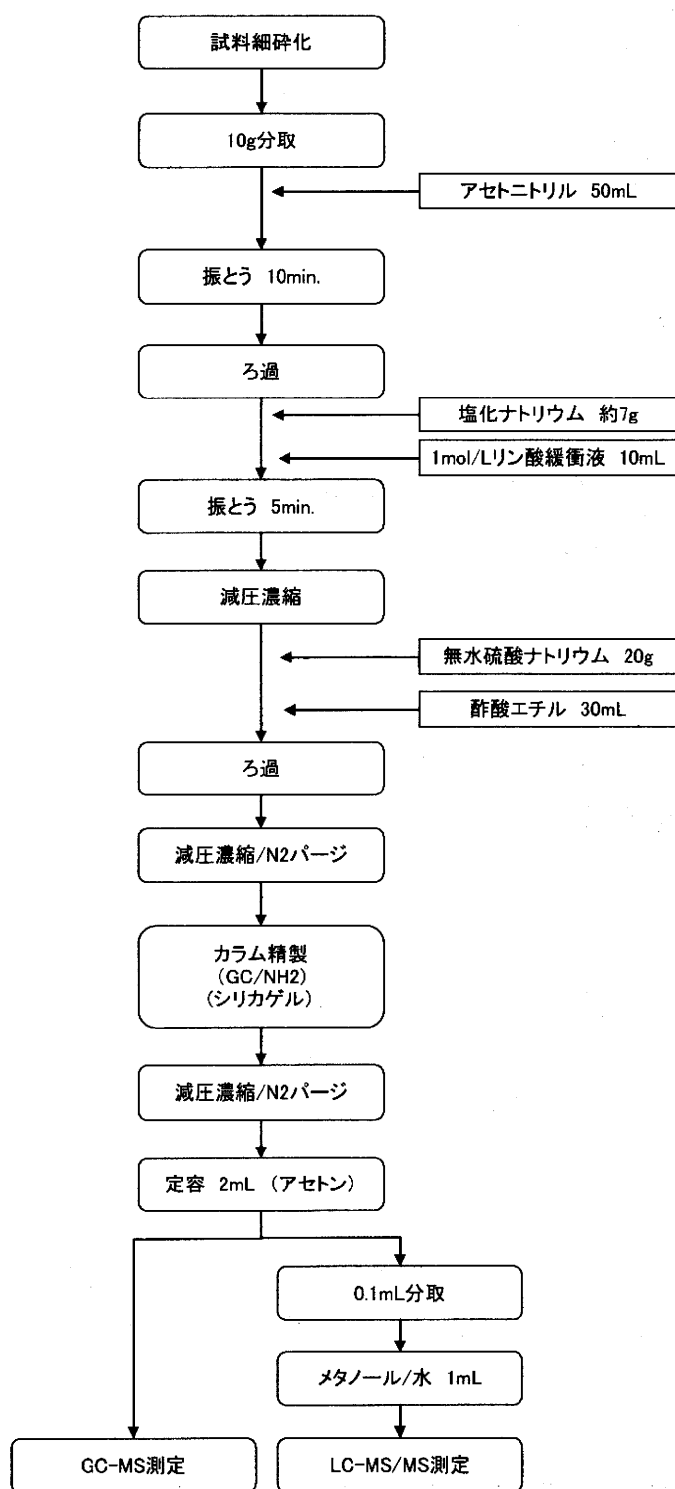 試料細砕化
10g分取
アセトニトリル 50mL
振とう 10min.
ろ過
塩化ナトリウム 約7g
1mol/Lリン酸緩衝液 10mL
振とう 5min.
減圧濃縮
無水硫酸ナトリウム 20g
酢酸エチル 30mL
ろ過
減圧濃縮/N2パージ
カラム精製
(GC/NH2)
(シリカゲル)
減圧濃縮/N2パージ
定容 2mL (アセトン)
0.1mL分取
メタノール/水 1mL
GC-MS測定
LC-MS/MS測定